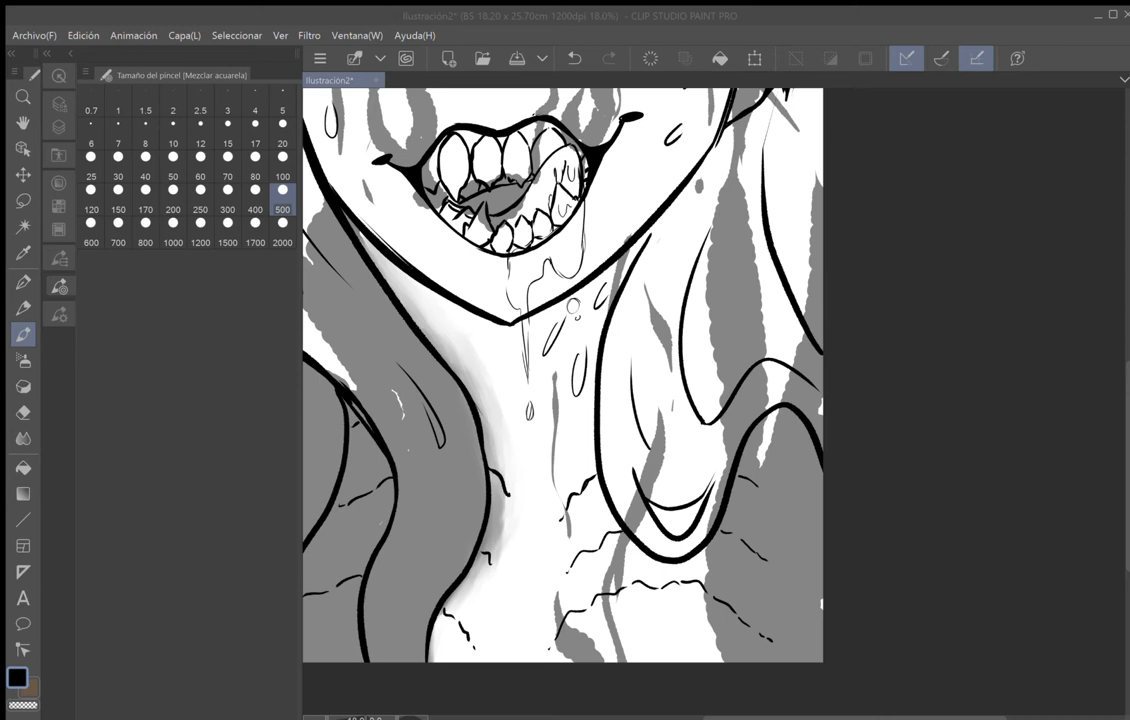 Ilustración2* (B5 18.20 x 25.70cm 1200dpi 18.0%)  - CLIP STUDIO PAINT PRO
Archivo(F) Edición Animación Capa(L) Seleccionar Ver Filtro Ventana(W) Ayuda(H)
Tamaño del pincel [Mezclar acuarela]
Ilustración2*
0.7 1 1.5 2 2.5 3 4 5
6 7 8 10 12 15 17 20
25 30 40 50 60 70 80 100
120 150 170 200 250 300 400 500
600 700 800 1000 1200 1500 1700 2000